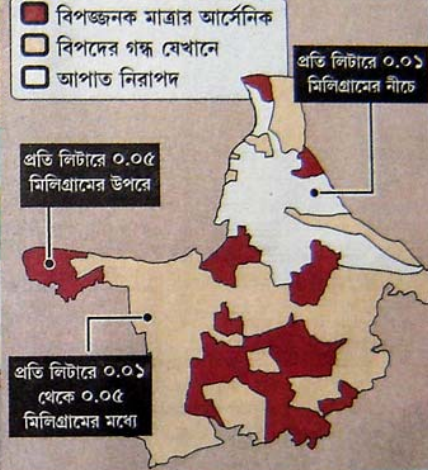 বিপজ্জনক মাত্রার আর্সেনিক
বিপদের গন্ধ যেখানে
আপাত নিরাপদ
প্রতি লিটারে ০.০১
মিলিগ্রামের নীচে
প্রতি লিটারে ০.০৫
মিলিগ্রামের উপরে
প্রতি লিটারে ০.০১
থেকে ০.০৫
মিলিগ্রামের মধ্যে